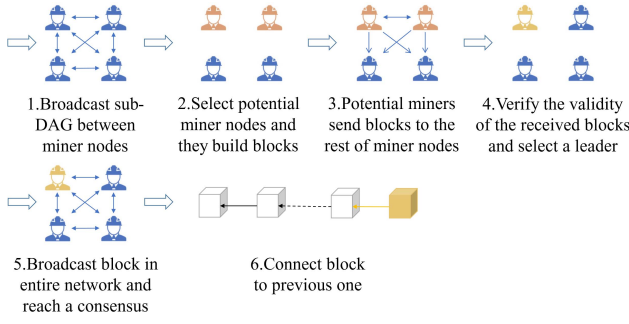 1.Broadcast sub-
DAG between
miner nodes
2.Select potential
miner nodes and
they build blocks
3.Potential miners
send blocks to the
rest of miner nodes
4.Verify the validity
of the received blocks
and select a leader
5.Broadcast block in
entire network and
reach a consensus
6.Connect block
to previous one